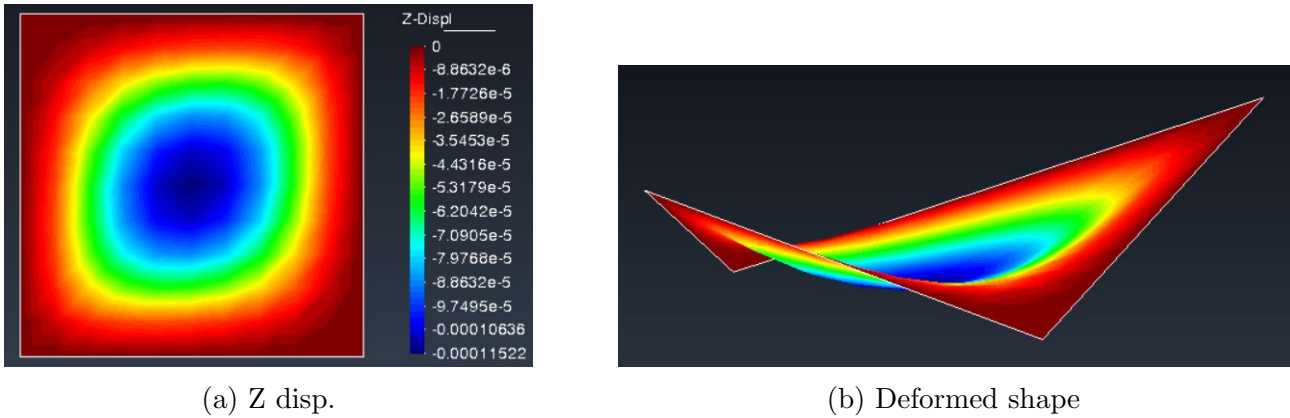 Z-Displ
0
-8.8632e-6
-1.7726e-5
-2.6589e-5
-3.5453e-5
-4.4316e-5
-5.3179e-5
-6.2042e-5
-7.0905e-5
-7.9768e-5
-8.8632e-5
-9.7495e-5
-0.00010636
-0.00011522
(a) Z disp.
(b) Deformed shape